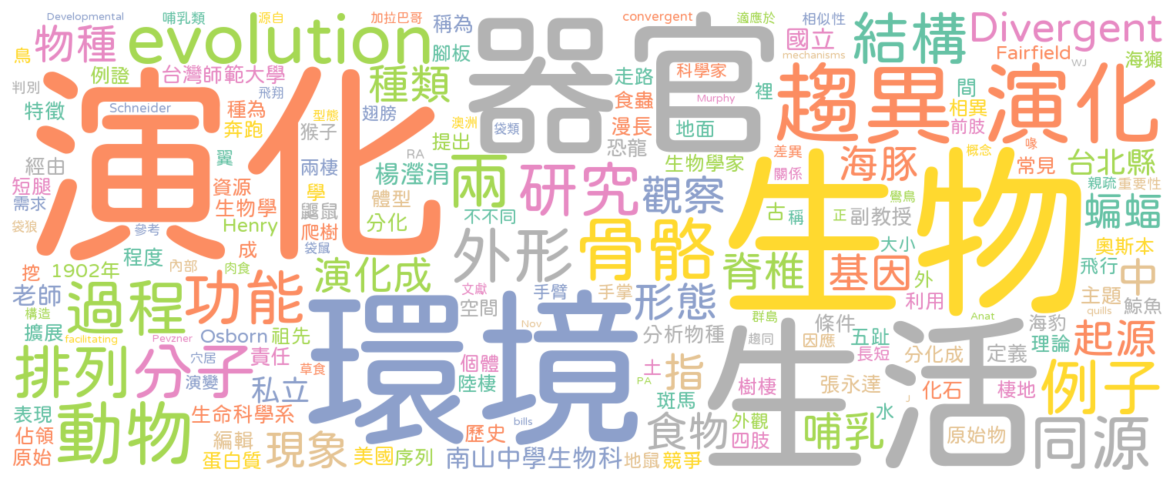 Developmental
哺乳類
源自
加拉巴哥
稱為
convergent
適應於
相似性
Divergent
鳥
物種
evolution
腳板
器官
國立
結構
Fairfield
WJ
海獺
mechanisms
判別
例證
台灣師範大學
飛翔
種類
走路
科學家
裡
趨異演化
間
特徵
Schneider
種為
型態
翅膀
食蟲
Murphy
相異
奔跑
猴子
澳洲
袋類
漫長
地面
前肢
喙
演化
提出
恐龍
經由
翼
兩棲
RA
兩
生物學家
差異
概念
常見
台北縣
短腿
資源
學
楊瀅涓
研究
觀察
關係
海豚
親疏
重要性
需求
生物學
鼴鼠
體型
鸞鳥
袋狼
Henry
爬樹
分化
不不同
古
稱
正
副教授
蝙蝠
參考
袋鼠
生物
成
外形
骨骼
脊椎
大小
奧斯本
程度
內部
基因
外
飛行
挖
1902年
肉食
演化成
文獻
手臂
手掌
形態
利用
中
老師
過程
功能
空間
群島
Anat
主題
quills
鯨魚
構造
擴展
Osborn
祖先
環境
分析物種
條件
海豹
facilitating
Pevzner
穴居
責任
Nov.
趨同
因應
五趾
理論
起源
排列
分子
草食
個體
土
長短
生活
分化成
定義
演變
私立
陸棲
PA
指
斑馬
樹棲
張永達
化石
棲地
例子
表現
動物
生命科學系
bills
外觀
水
J
佔領
編輯
歷史
食物
四肢
哺乳
原始物
同源
原始
蛋白質
現象
美國
序列
南山中學生物科
地鼠
競爭